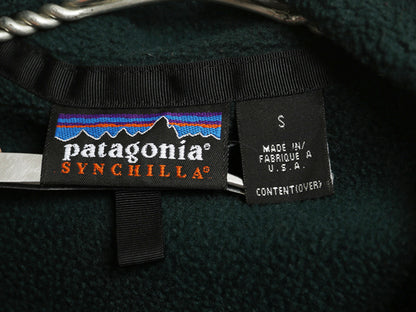 patagonia®
SYNCHILLA®
S
MADE IN/
FABRIQUE A
U.S.A.
CONTENT(OVER)